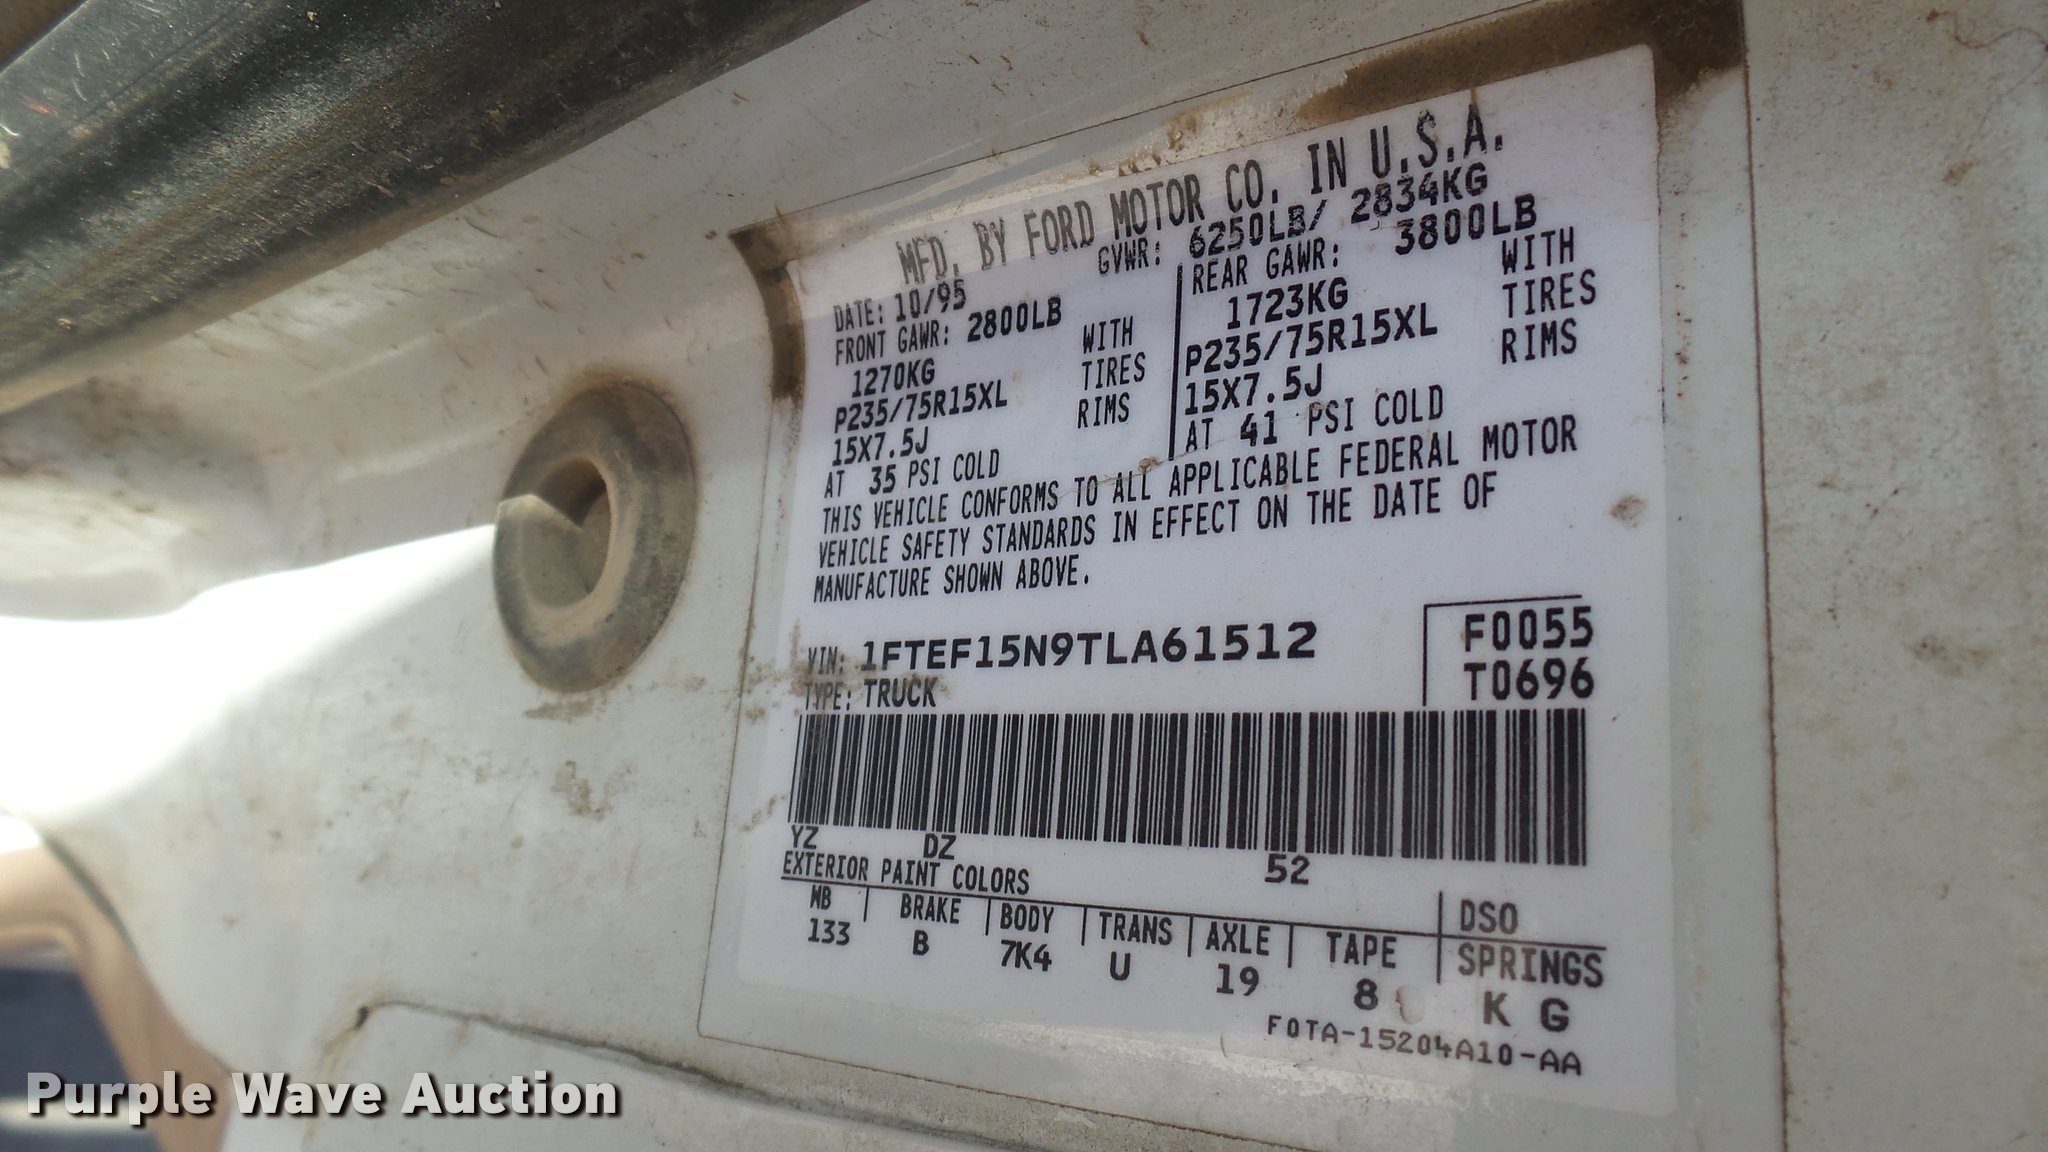 MFD. BY FORD MOTOR CO. IN U.S.A.
DATE: 10/95 GVWR: 6250LB/ 2834KG
FRONT GAWR: 2800LB
1270KG WITH
P235/75R15XL TIRES
15X7.5J RIMS
AT 35 PSI COLD
REAR GAWR: 3800LB
1723KG WITH
P235/75R15XL TIRES
15X7.5J RIMS
AT 41 PSI COLD
THIS VEHICLE CONFORMS TO ALL APPLICABLE FEDERAL MOTOR
VEHICLE SAFETY STANDARDS IN EFFECT ON THE DATE OF
MANUFACTURE SHOWN ABOVE.
VIN: 1FTEF15N9TLA61512 F0055
TYPE: TRUCK T0696
YZ DZ 52
EXTERIOR PAINT COLORS DSO
WB BRAKE BODY TRANS AXLE TAPE SPRINGS
133 B 7K4 U 19 8 K G
F0TA-15204A10-AA
Purple Wave Auction